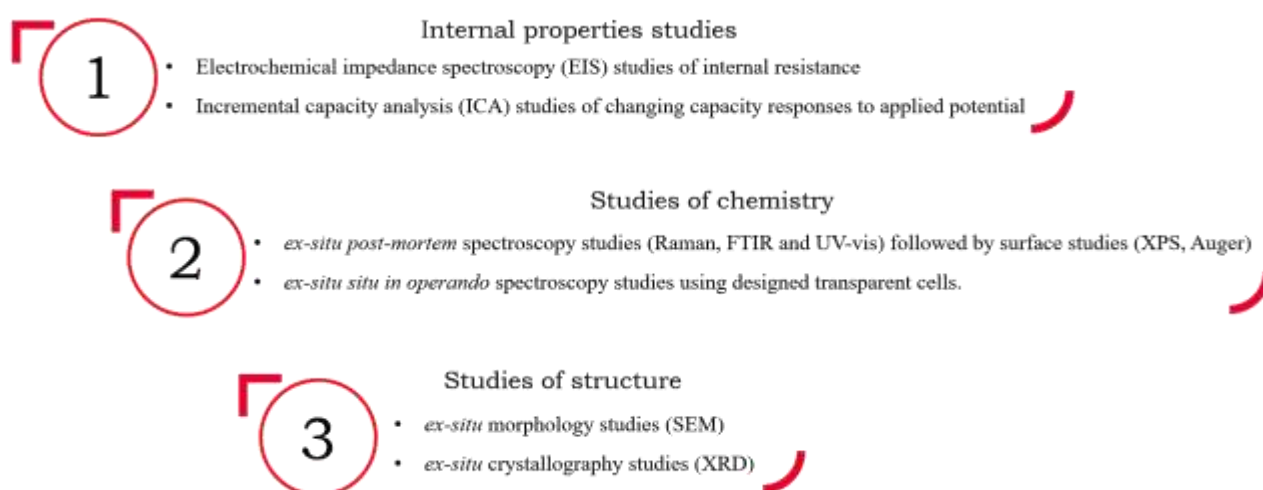 Internal properties studies
1
• Electrochemical impedance spectroscopy (EIS) studies of internal resistance
• Incremental capacity analysis (ICA) studies of changing capacity responses to applied potential
Studies of chemistry
2
• ex-situ post-mortem spectroscopy studies (Raman, FTIR and UV-vis) followed by surface studies (XPS, Auger)
• ex-situ situ in operando spectroscopy studies using designed transparent cells.
Studies of structure
3
• ex-situ morphology studies (SEM)
• ex-situ crystallography studies (XRD)